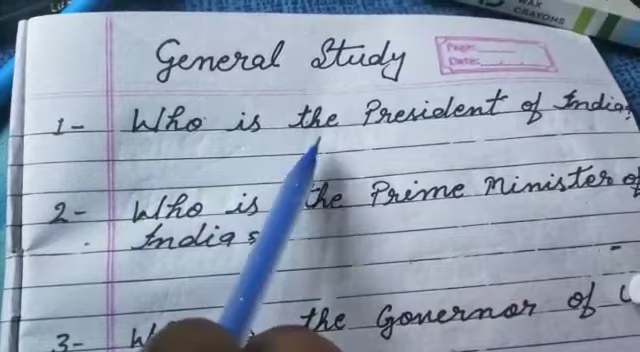 WAX
CRAYONS
General Study
Page:
Date:
1- Who is the President of India?
2- Who is the Prime Minister of
India ?
3- the Governor of